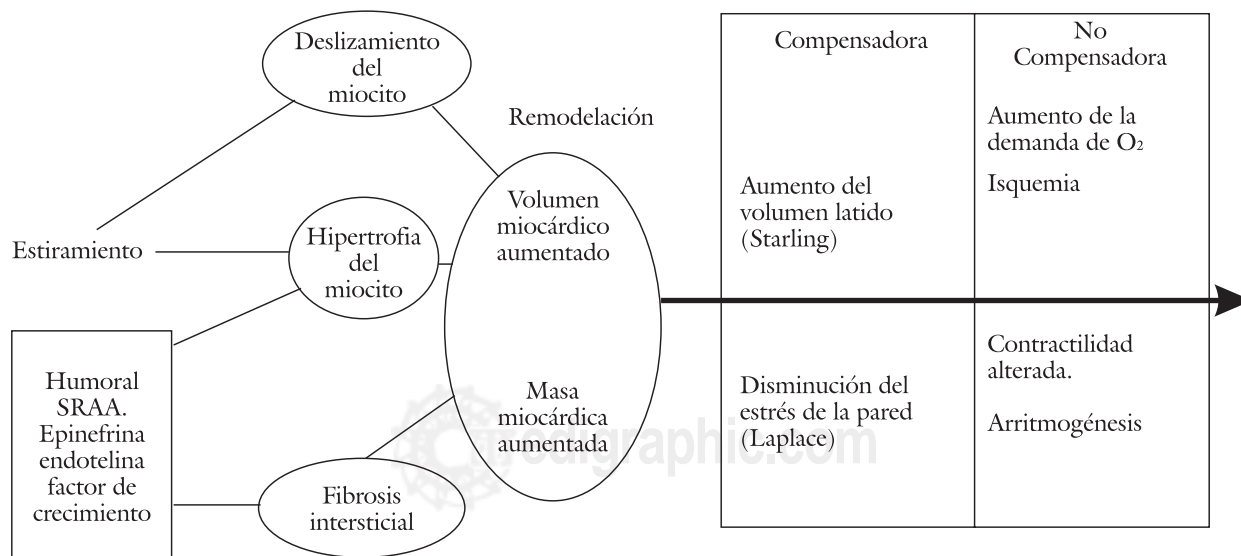 Deslizamiento
del
miocito
Estiramiento
Hipertrofia
del
miocito
Humoral
SRAA.
Epinefrina
endotelina
factor de
crecimiento
Fibrosis
intersticial
Remodelación
Volumen
miocárdico
aumentado
Masa
miocárdica
aumentada
Compensadora
Aumento del
volumen latido
(Starling)
Disminución del
estrés de la pared
(Laplace)
No
Compensadora
Aumento de la
demanda de O₂
Isquemia
Contractilidad
alterada.
Arritmogénesis
medigraphic.com